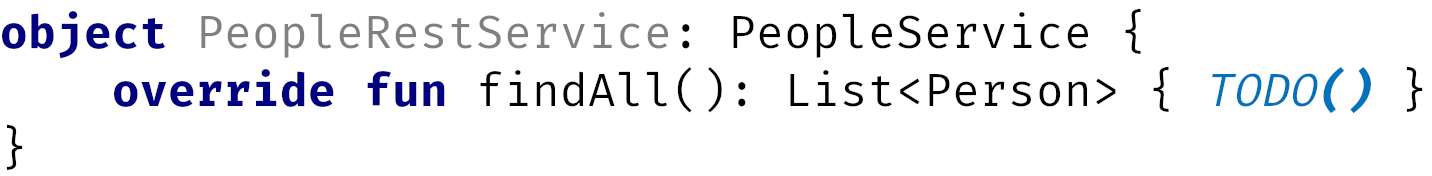 object PeopleRestService: PeopleService {
    override fun findAll(): List<Person> { TODO() }
}